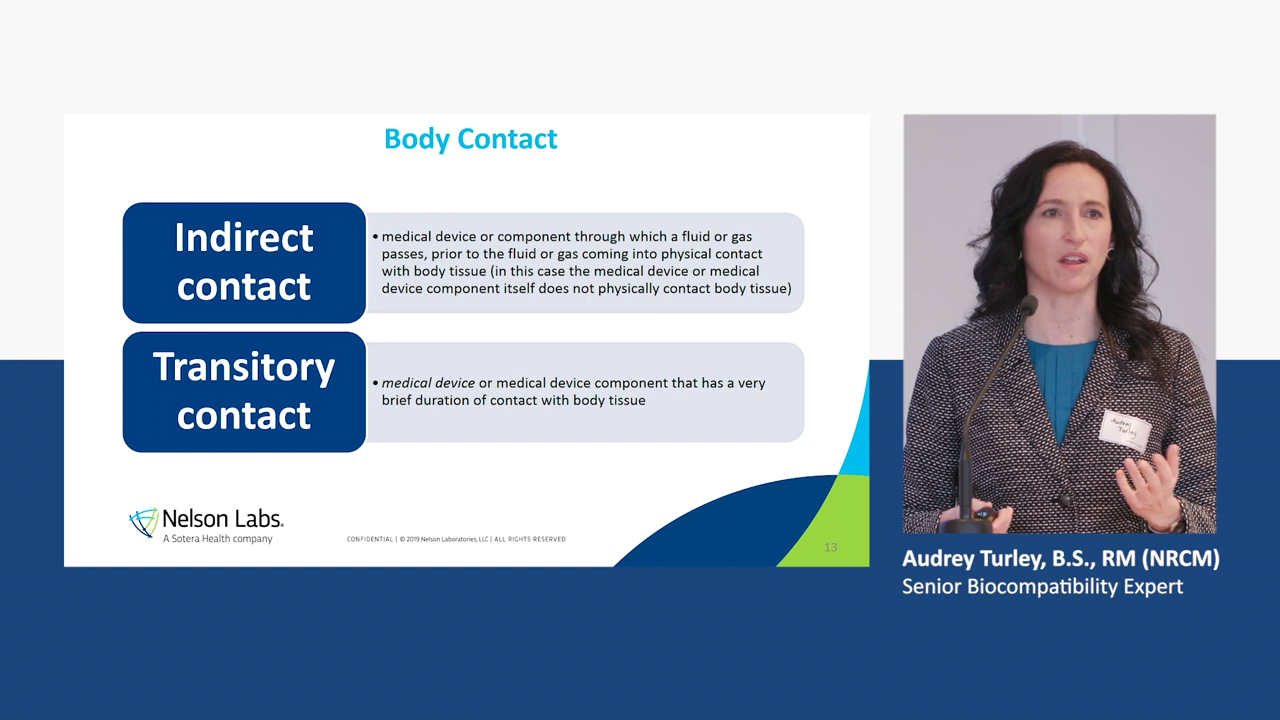 Body Contact
Indirect
contact
• medical device or component through which a fluid or gas
passes, prior to the fluid or gas coming into physical contact
with body tissue (in this case the medical device or medical
device component itself does not physically contact body tissue)
Transitory
contact
• medical device or medical device component that has a very
brief duration of contact with body tissue
Nelson Labs.
A Sotera Health company
CONFIDENTIAL | © 2019 Nelson Laboratories, LLC | ALL RIGHTS RESERVED
13
Audrey
Turley
Audrey Turley, B.S., RM (NRCM)
Senior Biocompatibility Expert